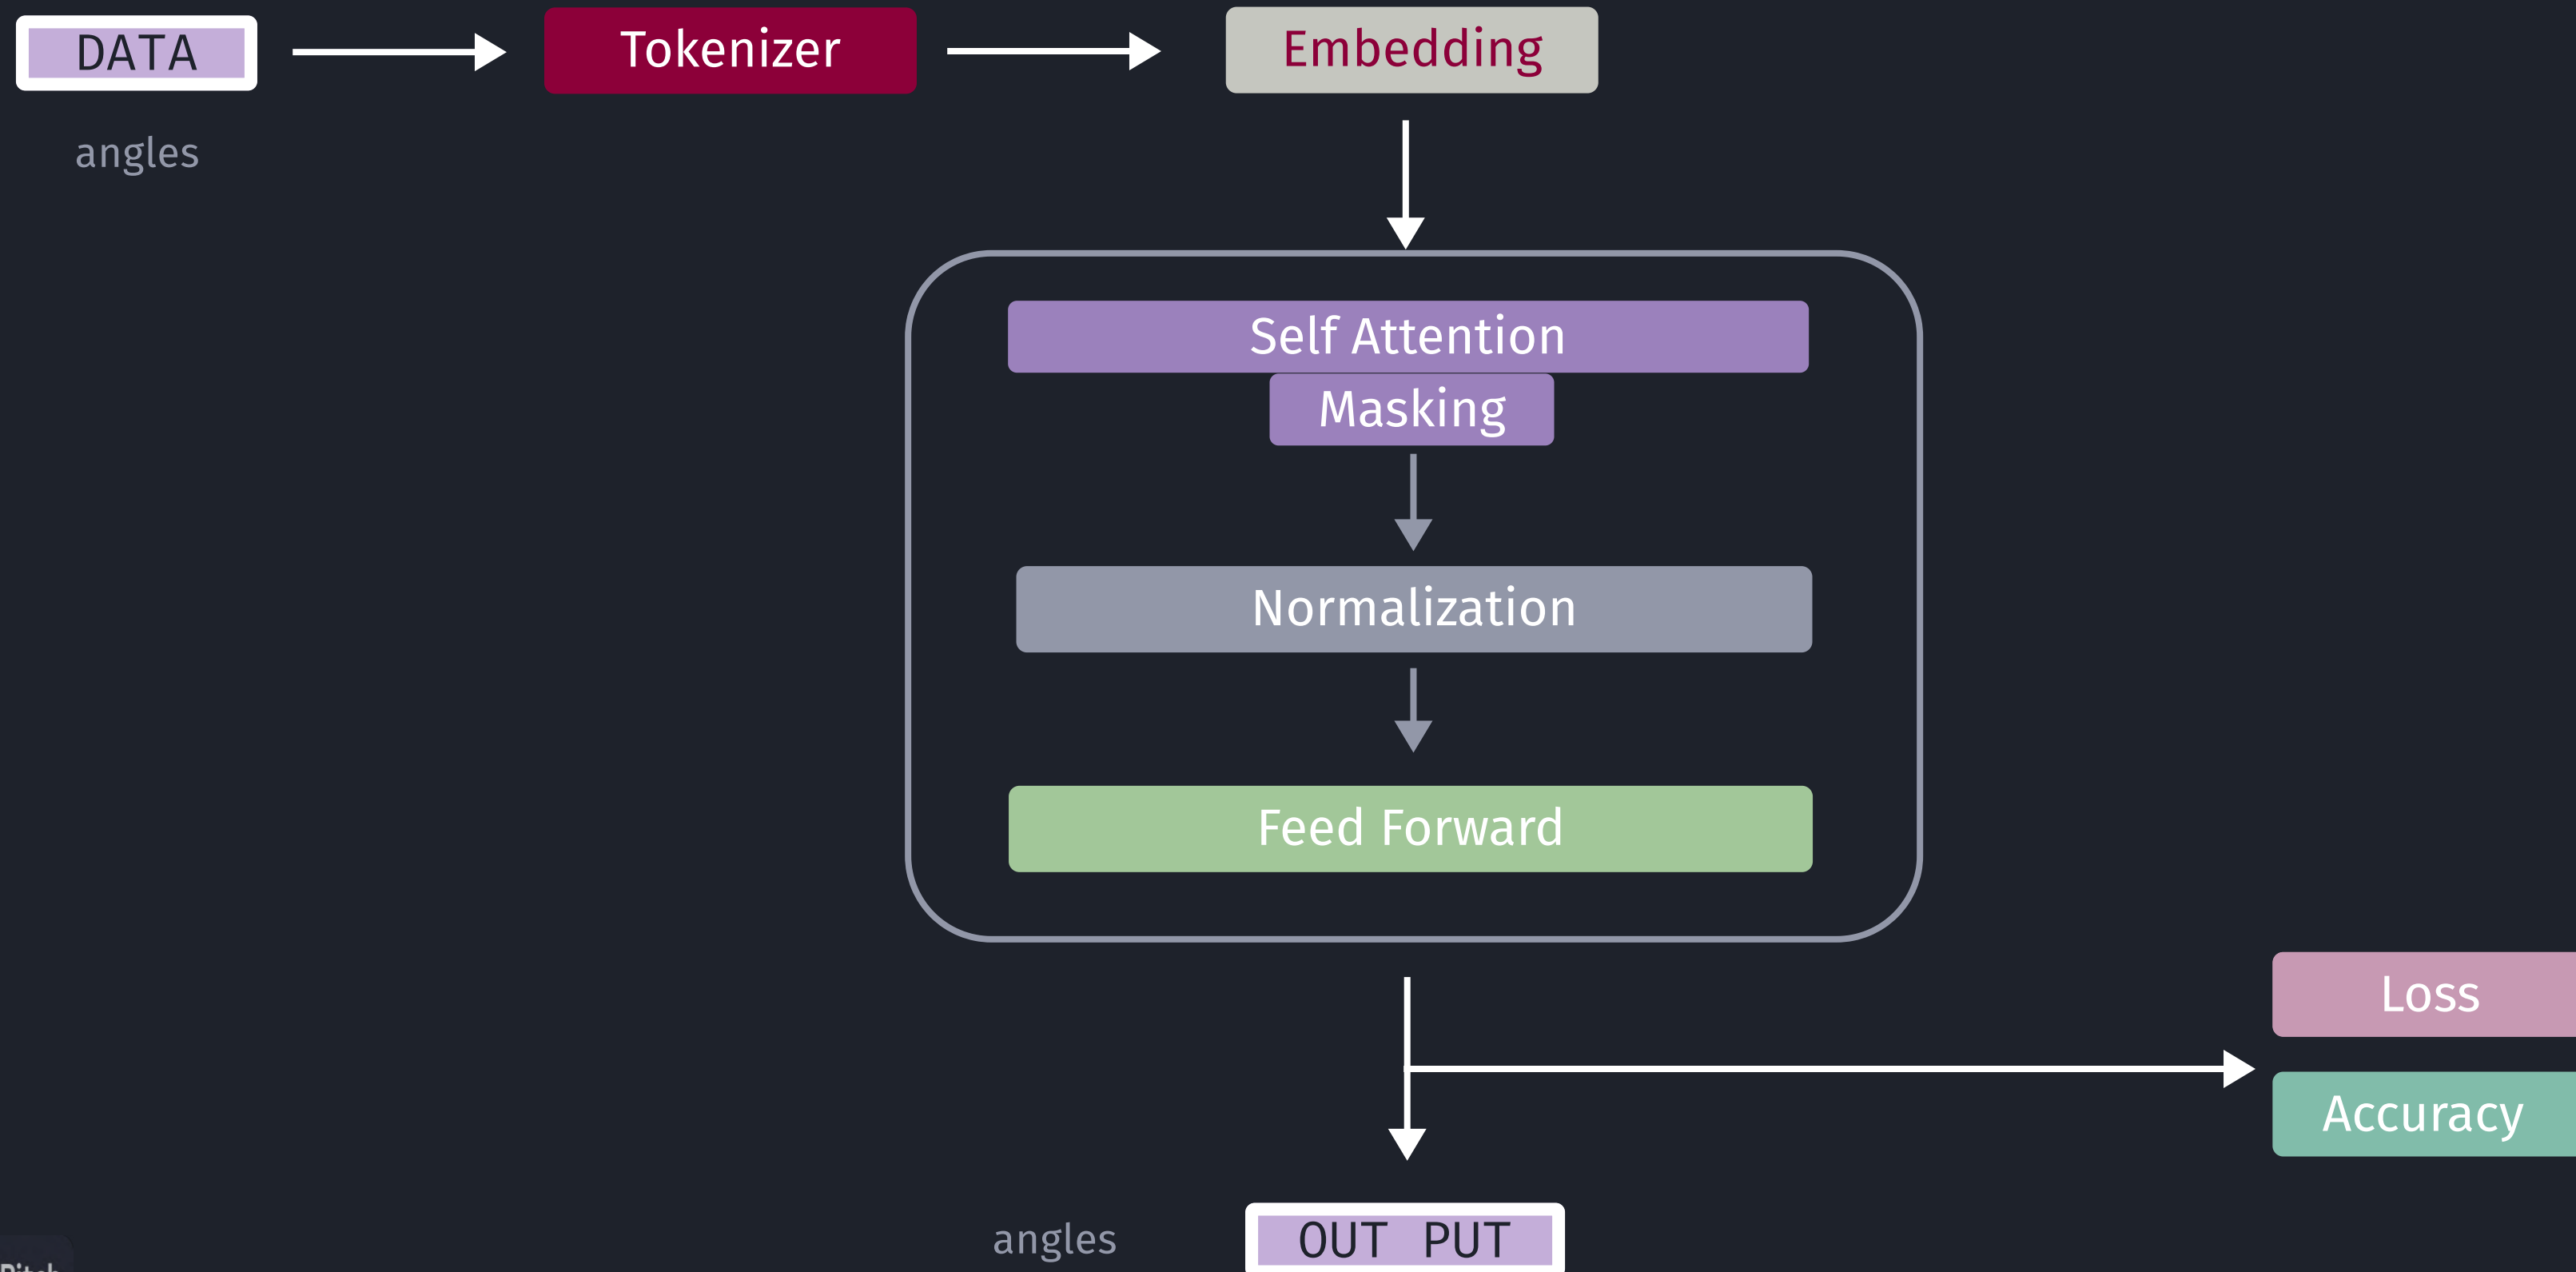 DATA
Tokenizer
Embedding
angles
Self Attention
Masking
Normalization
Feed Forward
Loss
Accuracy
angles
OUT PUT